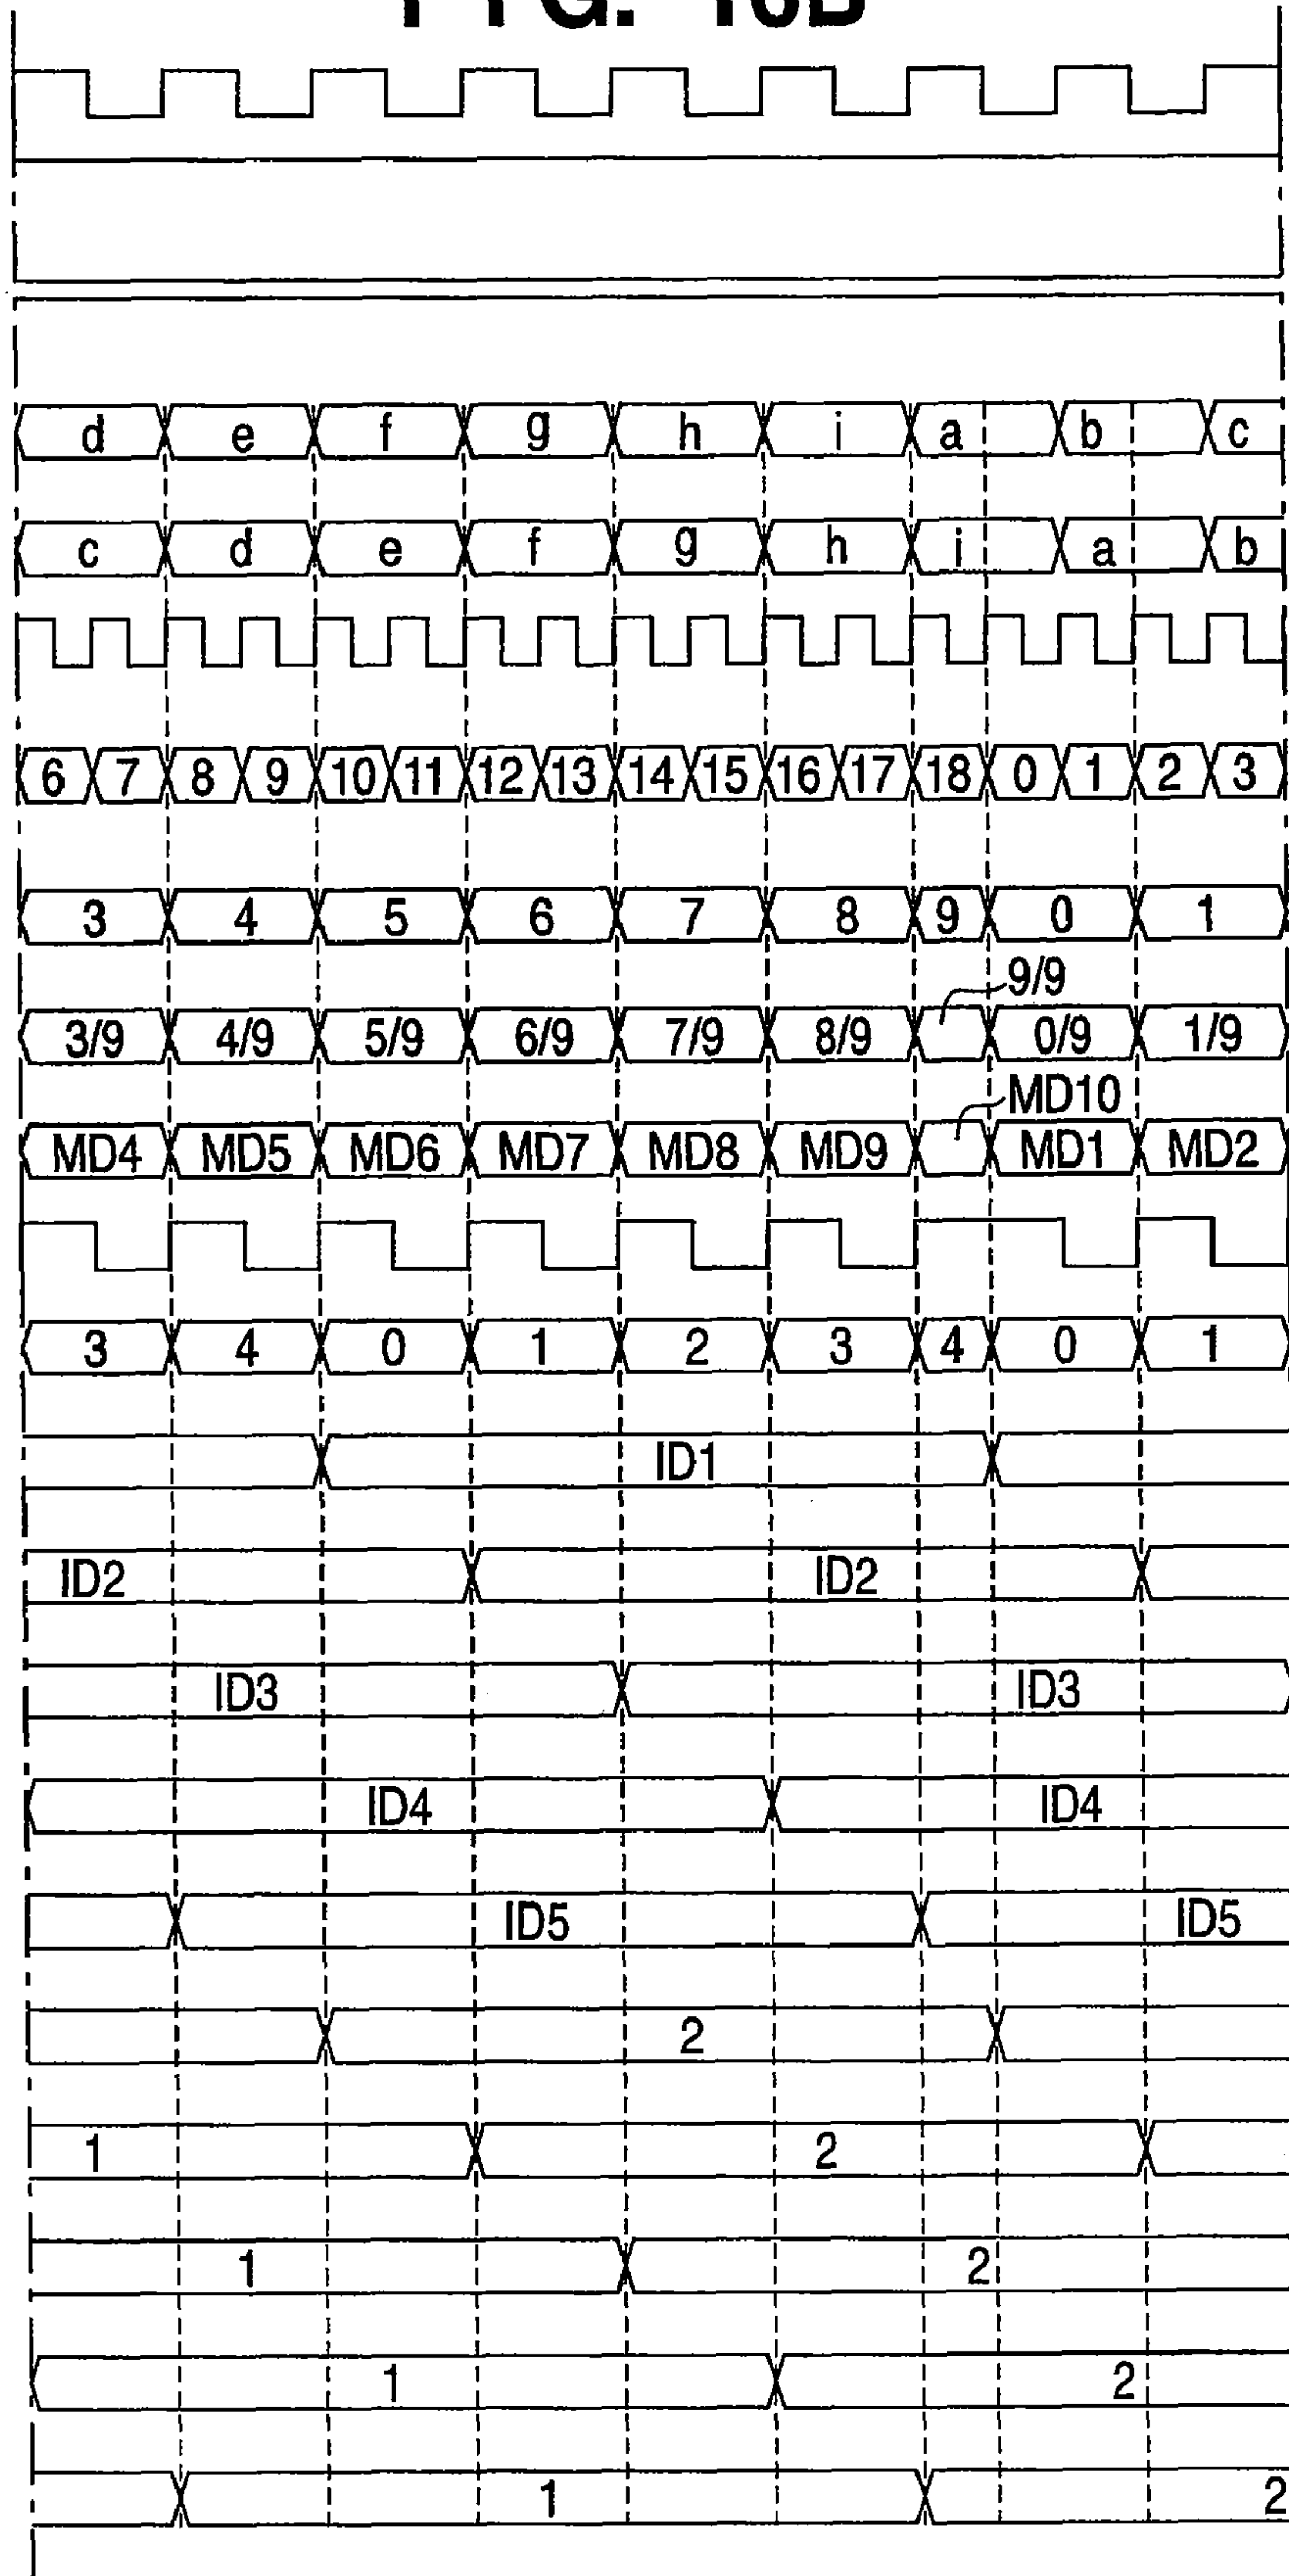 FIG. 16B
d e f g h i a b c
c d e f g h i a b
6 7 8 9 10 11 12 13 14 15 16 17 18 0 1 2 3
3 4 5 6 7 8 9 0 1
9/9
3/9 4/9 5/9 6/9 7/9 8/9 0/9 1/9
MD10
MD4 MD5 MD6 MD7 MD8 MD9 MD1 MD2
3 4 0 1 2 3 4 0 1
ID1
ID2 ID2
ID3 ID3
ID4 ID4
ID5 ID5
2
1 2
1 2
1 2
1 2